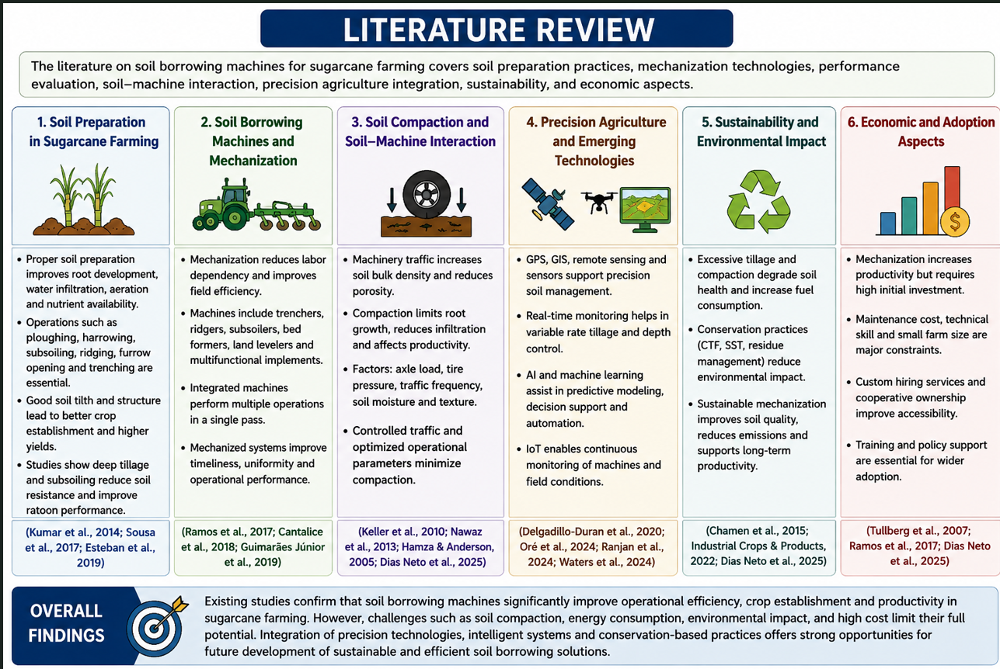 LITERATURE REVIEW
The literature on soil borrowing machines for sugarcane farming covers soil preparation practices, mechanization technologies, performance
evaluation, soil–machine interaction, precision agriculture integration, sustainability, and economic aspects.
1. Soil Preparation
in Sugarcane Farming
• Proper soil preparation
improves root development,
water infiltration, aeration
and nutrient availability.
• Operations such as
ploughing, harrowing,
subsoiling, ridging, furrow
opening and trenching are
essential.
• Good soil tilth and structure
lead to better crop
establishment and higher
yields.
• Studies show deep tillage
and subsoiling reduce soil
resistance and improve
ratoon performance.
(Kumar et al., 2014; Sousa
et al., 2017; Esteban et al.,
2019)
2. Soil Borrowing
Machines and
Mechanization
• Mechanization reduces labor
dependency and improves
field efficiency.
• Machines include trenchers,
ridgers, subsoilers, bed
formers, land levelers and
multifunctional implements.
• Integrated machines
perform multiple operations
in a single pass.
• Mechanized systems improve
timeliness, uniformity and
operational performance.
(Ramos et al., 2017; Cantalice
et al., 2018; Guimarães Júnior
et al., 2019)
3. Soil Compaction and
Soil–Machine Interaction
• Machinery traffic increases
soil bulk density and reduces
porosity.
• Compaction limits root
growth, reduces infiltration
and affects productivity.
• Factors: axle load, tire
pressure, traffic frequency,
soil moisture and texture.
• Controlled traffic and
optimized operational
parameters minimize
compaction.
(Keller et al., 2010; Nawaz
et al., 2013; Hamza & Anderson,
2005; Dias Neto et al., 2025)
4. Precision Agriculture
and Emerging
Technologies
• GPS, GIS, remote sensing and
sensors support precision
soil management.
• Real-time monitoring helps in
variable rate tillage and depth
control.
• AI and machine learning
assist in predictive modeling,
decision support and
automation.
• IoT enables continuous
monitoring of machines and
field conditions.
(Delgadillo-Duran et al., 2020;
Oré et al., 2024; Ranjan et al.,
2024; Waters et al., 2024)
5. Sustainability and
Environmental Impact
• Excessive tillage and
compaction degrade soil
health and increase fuel
consumption.
• Conservation practices
(CTF, SST, residue
management) reduce
environmental impact.
• Sustainable mechanization
improves soil quality,
reduces emissions and
supports long-term
productivity.
(Chamen et al., 2015;
Industrial Crops & Products,
2022; Dias Neto et al., 2025)
6. Economic and Adoption
Aspects
$
• Mechanization increases
productivity but requires
high initial investment.
• Maintenance cost, technical
skill and small farm size are
major constraints.
• Custom hiring services and
cooperative ownership
improve accessibility.
• Training and policy support
are essential for wider
adoption.
(Tullberg et al., 2007;
Ramos et al., 2017; Dias Neto
et al., 2025)
OVERALL
FINDINGS
Existing studies confirm that soil borrowing machines significantly improve operational efficiency, crop establishment and productivity in
sugarcane farming. However, challenges such as soil compaction, energy consumption, environmental impact, and high cost limit their full
potential. Integration of precision technologies, intelligent systems and conservation-based practices offers strong opportunities for
future development of sustainable and efficient soil borrowing solutions.